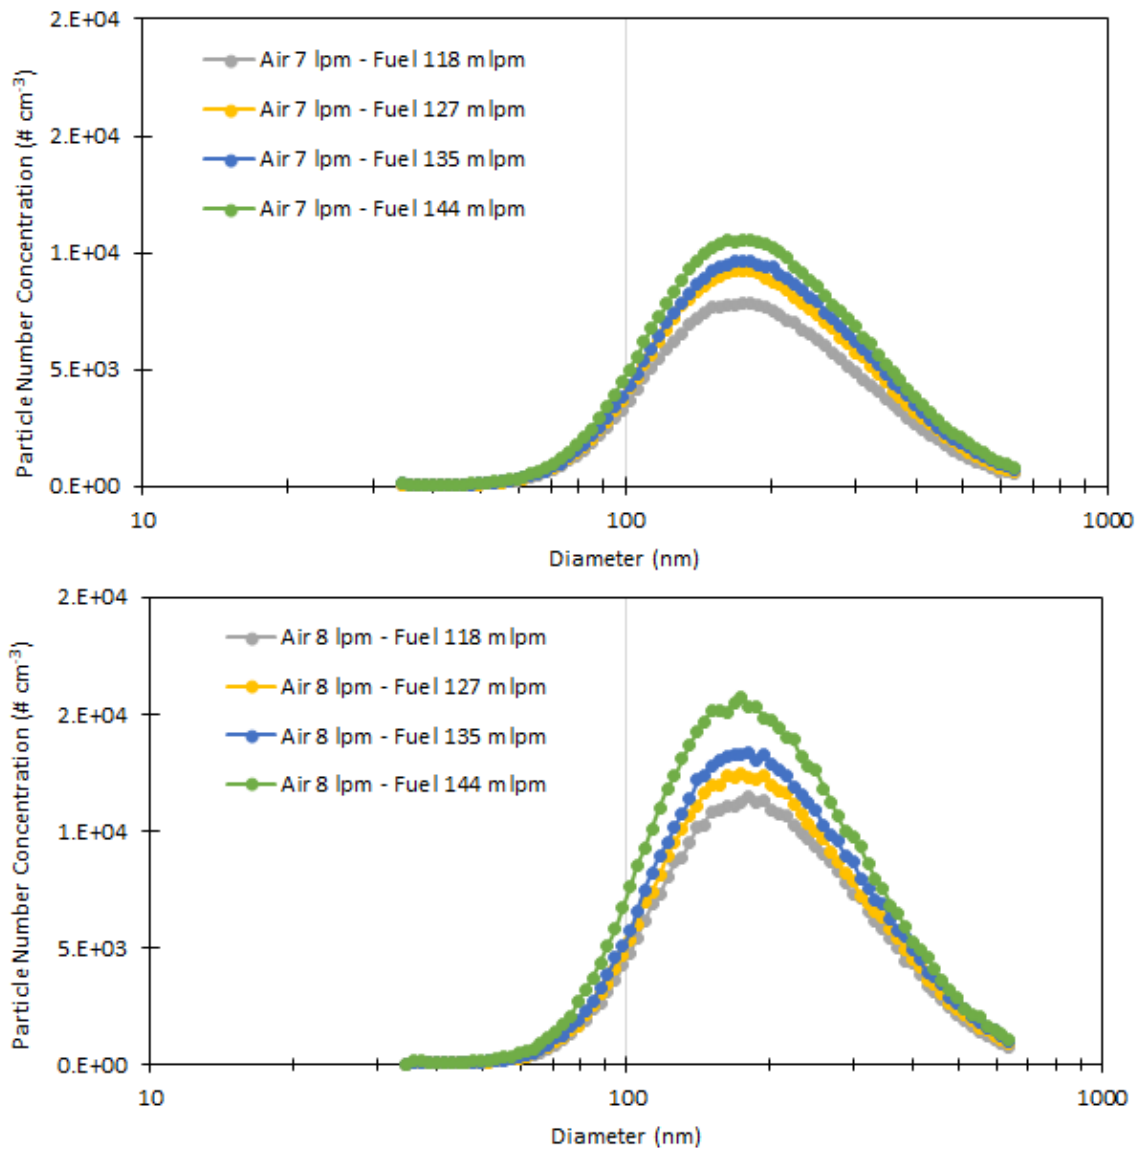 2.E+04
2.E+04
1.E+04
5.E+03
0.E+00
Particle Number Concentration (# cm-3)
Air 7 lpm - Fuel 118 mlpm
Air 7 lpm - Fuel 127 mlpm
Air 7 lpm - Fuel 135 mlpm
Air 7 lpm - Fuel 144 mlpm
10 100 1000
Diameter (nm)
2.E+04
2.E+04
1.E+04
5.E+03
0.E+00
Particle Number Concentration (# cm-3)
Air 8 lpm - Fuel 118 mlpm
Air 8 lpm - Fuel 127 mlpm
Air 8 lpm - Fuel 135 mlpm
Air 8 lpm - Fuel 144 mlpm
10 100 1000
Diameter (nm)